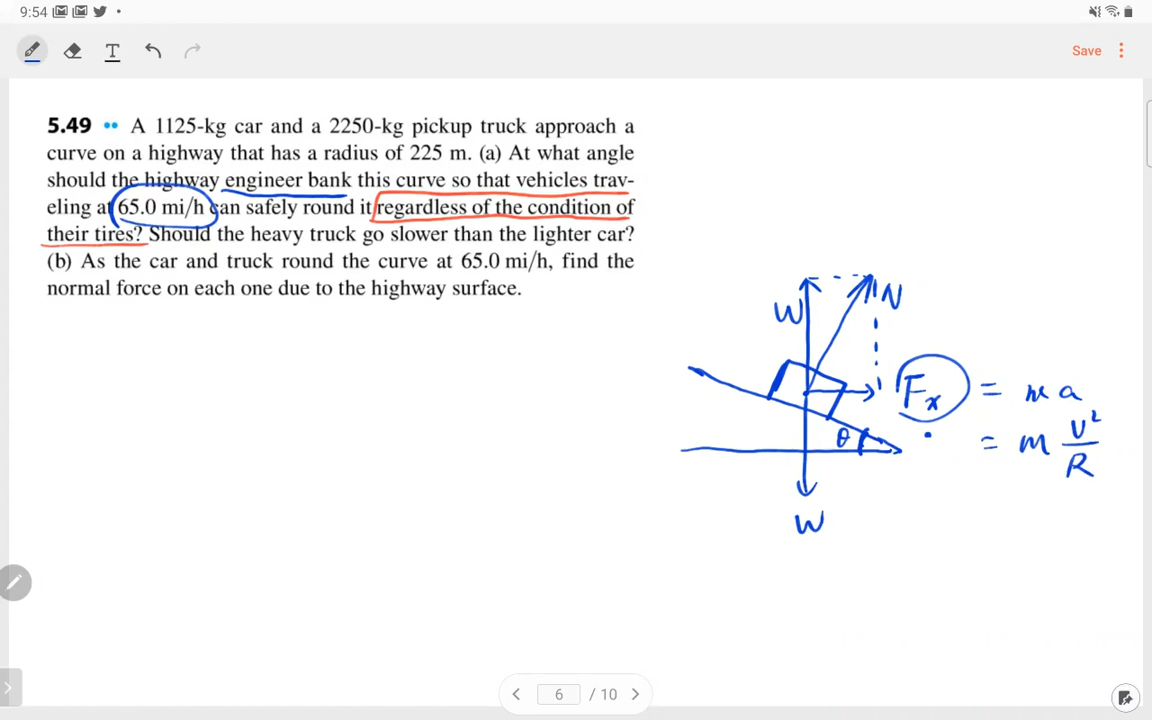 9:54
Save
5.49 •• A 1125-kg car and a 2250-kg pickup truck approach a
curve on a highway that has a radius of 225 m. (a) At what angle
should the highway engineer bank this curve so that vehicles trav-
eling at 65.0 mi/h can safely round it regardless of the condition of
their tires? Should the heavy truck go slower than the lighter car?
(b) As the car and truck round the curve at 65.0 mi/h, find the
normal force on each one due to the highway surface.
W
N
Fx = ma
θ
= m v²/R
W
6 / 10